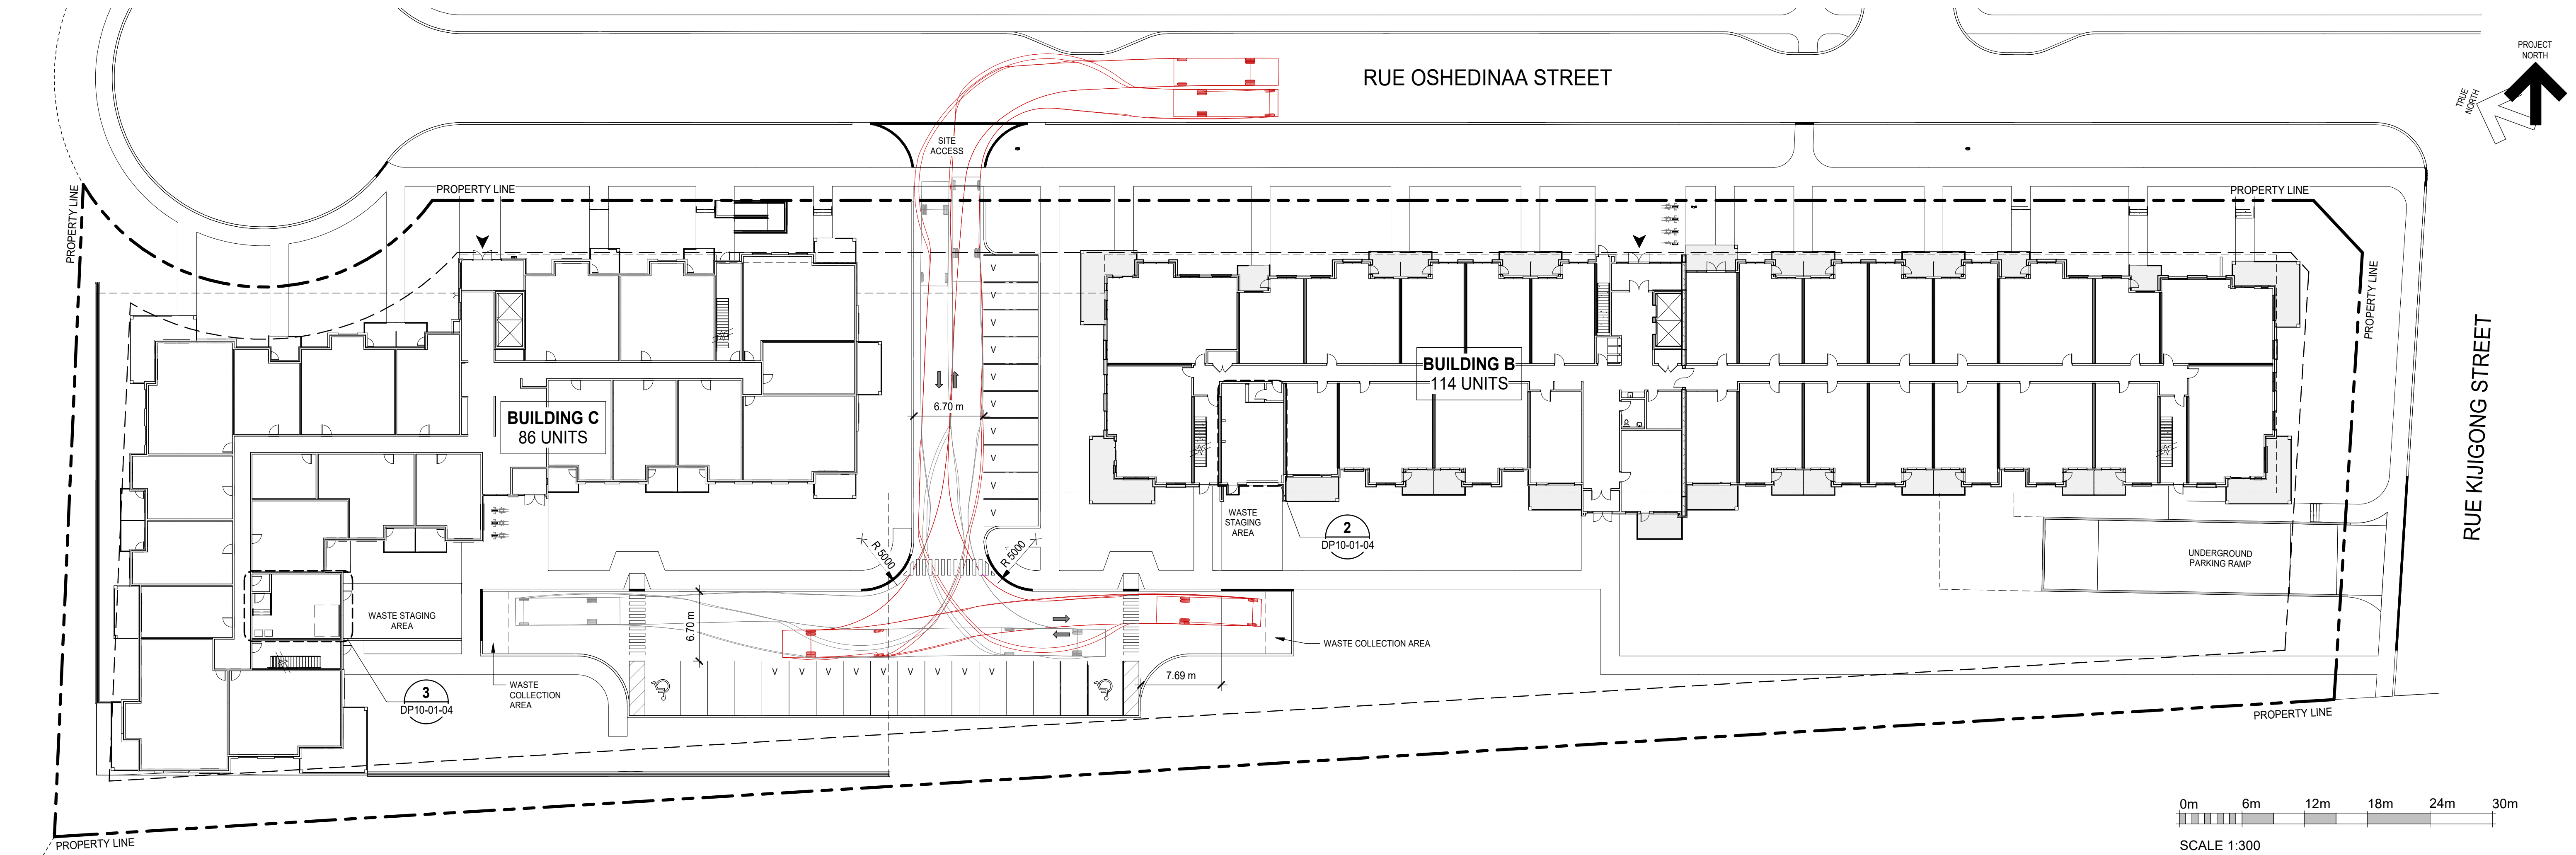 RUE OSHEDINAA STREET
PROJECT
NORTH
TRUE
NORTH
SITE
ACCESS
PROPERTY LINE
PROPERTY LINE
PROPERTY LINE
PROPERTY LINE
RUE KIJIGONG STREET
V
V
V
V
V
V
V
V
V
V
6.70 m
BUILDING B
114 UNITS
BUILDING C
86 UNITS
WASTE
STAGING
AREA
2
DP10-01-04
R 5000
R 5000
UNDERGROUND
PARKING RAMP
WASTE STAGING
AREA
6.70 m
WASTE COLLECTION AREA
V
V
V
V
V
V
V
V
V
7.69 m
WASTE
COLLECTION
AREA
3
DP10-01-04
PROPERTY LINE
PROPERTY LINE
0m
6m
12m
18m
24m
30m
SCALE 1:300